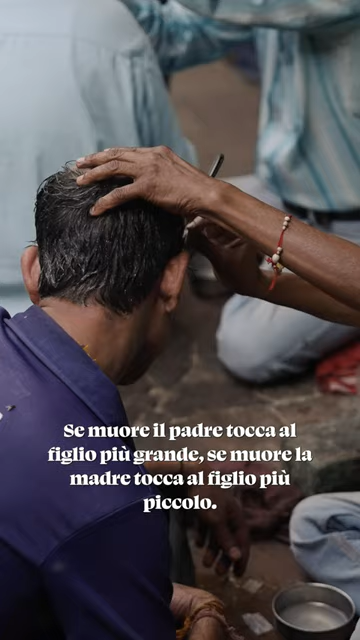 Se muore il padre tocca al
figlio più grande, se muore la
madre tocca al figlio più
piccolo.